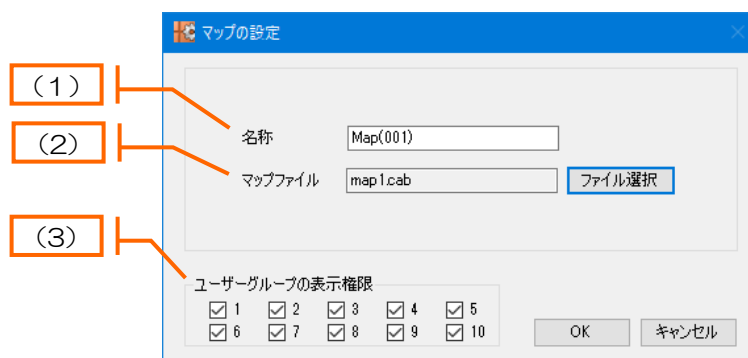 マップの設定
（1）
名称 Map(001)
（2）
マップファイル map1.cab ファイル選択
（3）
ユーザーグループの表示権限
1 2 3 4 5
6 7 8 9 10
OK キャンセル